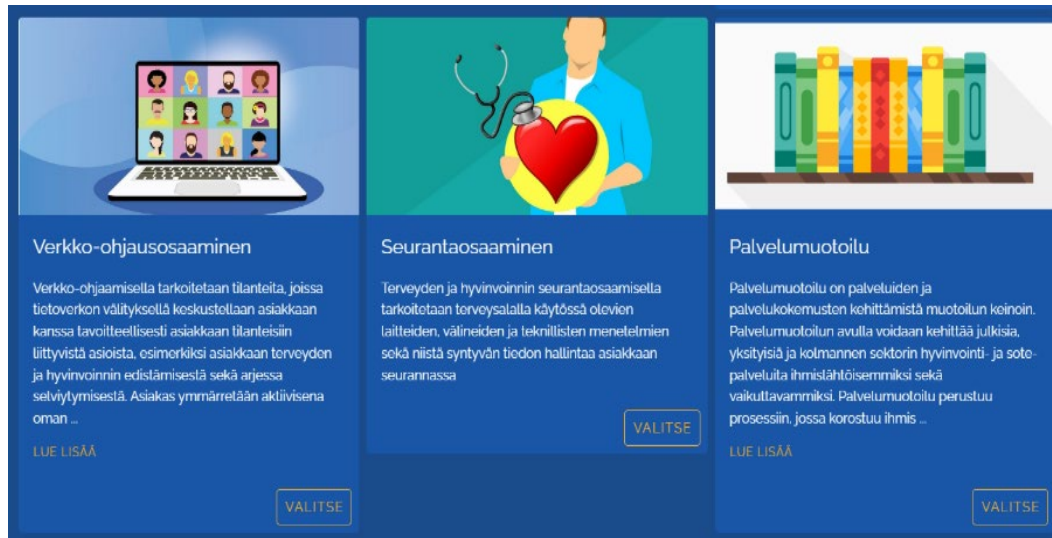 Verkko-ohjausosaaminen
Verkko-ohjaamisella tarkoitetaan tilanteita, joissa
tietoverkon välityksellä keskustellaan asiakkaan
kanssa tavoitteellisesti asiakkaan tilanteisiin
liittyvistä asioista, esimerkiksi asiakkaan terveyden
ja hyvinvoinnin edistämisestä sekä arjessa
selviytymisestä. Asiakas ymmärretään aktiivisena
oman ...
LUE LISÄÄ
VALITSE
Seurantaosaaminen
Terveyden ja hyvinvoinnin seurantaosaamisella
tarkoitetaan terveysalalla käytössä olevien
laitteiden, välineiden ja teknillisten menetelmien
sekä niistä syntyvän tiedon hallintaa asiakkaan
seurannassa
VALITSE
Palvelumuotoilu
Palvelumuotoilu on palveluiden ja
palvelukokemusten kehittämistä muotoilun keinoin.
Palvelumuotoilun avulla voidaan kehittää julkisia,
yksityisiä ja kolmannen sektorin hyvinvointi- ja sote-
palveluita ihmislähtöisemmiksi sekä
vaikuttavammiksi. Palvelumuotoilu perustuu
prosessiin, jossa korostuu ihmis ...
LUE LISÄÄ
VALITSE